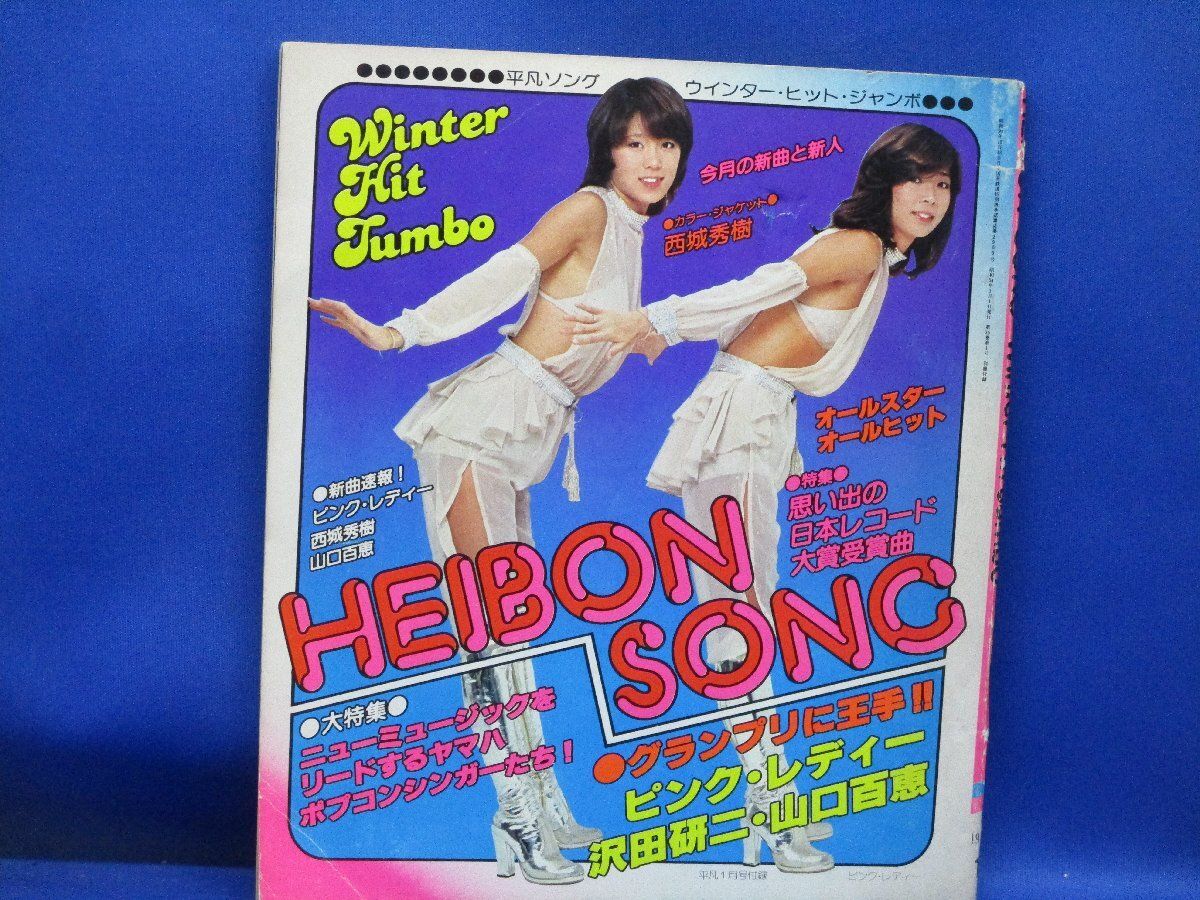 ●●●●●●●●平凡ソング ウインター・ヒット・ジャンボ●●●
Winter
Hit
Jumbo
今月の新曲と新人
●カラー・ジャケット●
西城秀樹
オールスター
オールヒット
●特集●
思い出の
日本レコード
大賞受賞曲
●新曲速報!
ピンク・レディー
西城秀樹
山口百恵
HEIBON
SONG
●大特集●
ニューミュージックを
リードするヤマハ
ポプコンシンガーたち!
●グランプリに王手!!
ピンク・レディー
沢田研二・山口百恵
平凡1月号付録
ピンク・レディー